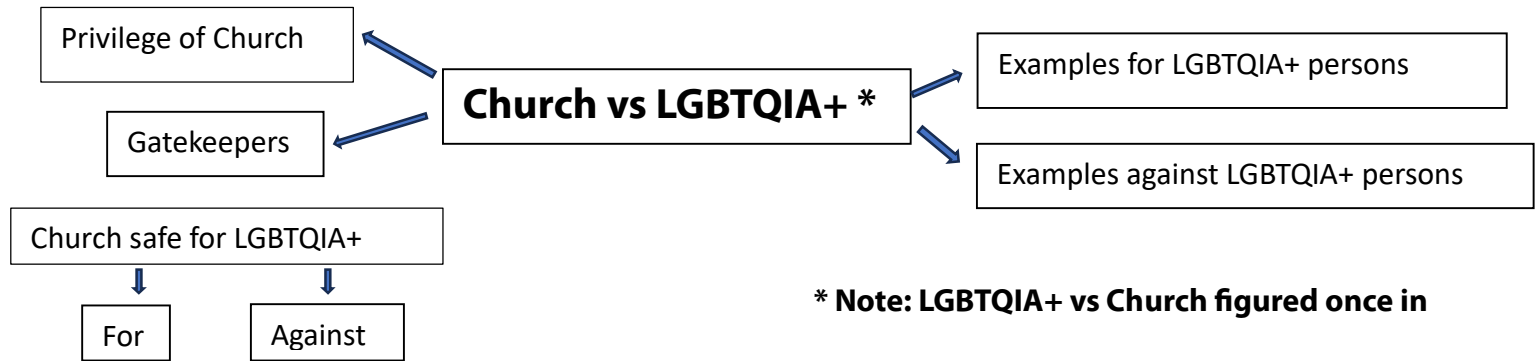 Privilege of Church
Church vs LGBTQIA+ *
Examples for LGBTQIA+ persons
Gatekeepers
Examples against LGBTQIA+ persons
Church safe for LGBTQIA+
For
Against
* Note: LGBTQIA+ vs Church figured once in